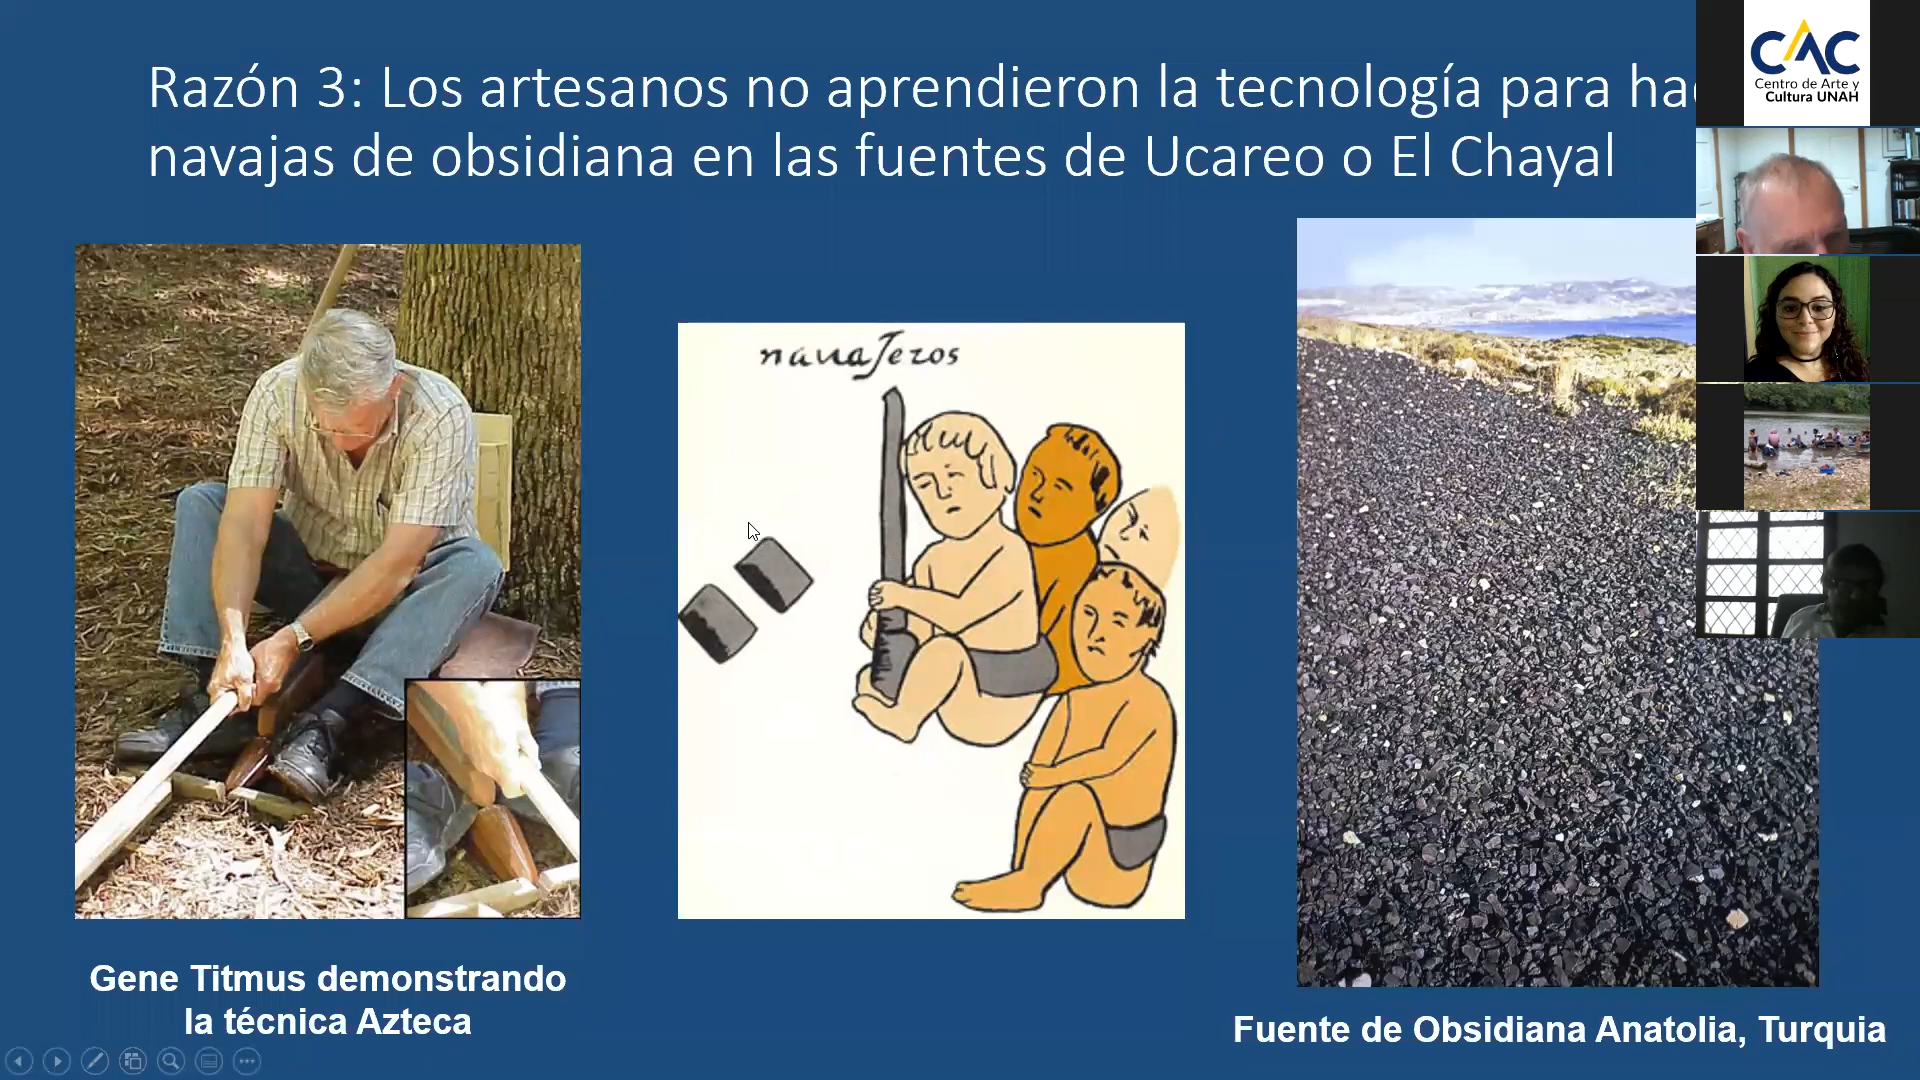 Razón 3: Los artesanos no aprendieron la tecnología para
navajas de obsidiana en las fuentes de Ucareo o El Chayal
CAC
Centro de Arte y
Cultura UNAH
navaJeros
Gene Titmus demonstrando
la técnica Azteca
Fuente de Obsidiana Anatolia, Turquia